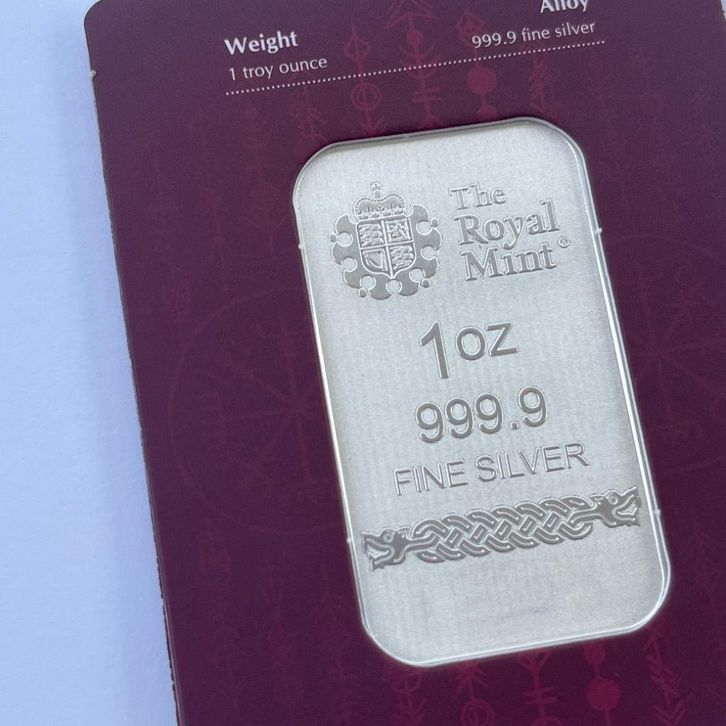 Weight
1 troy ounce
Alloy
999.9 fine silver
The
Royal
Mint®
1oz
999.9
FINE SILVER